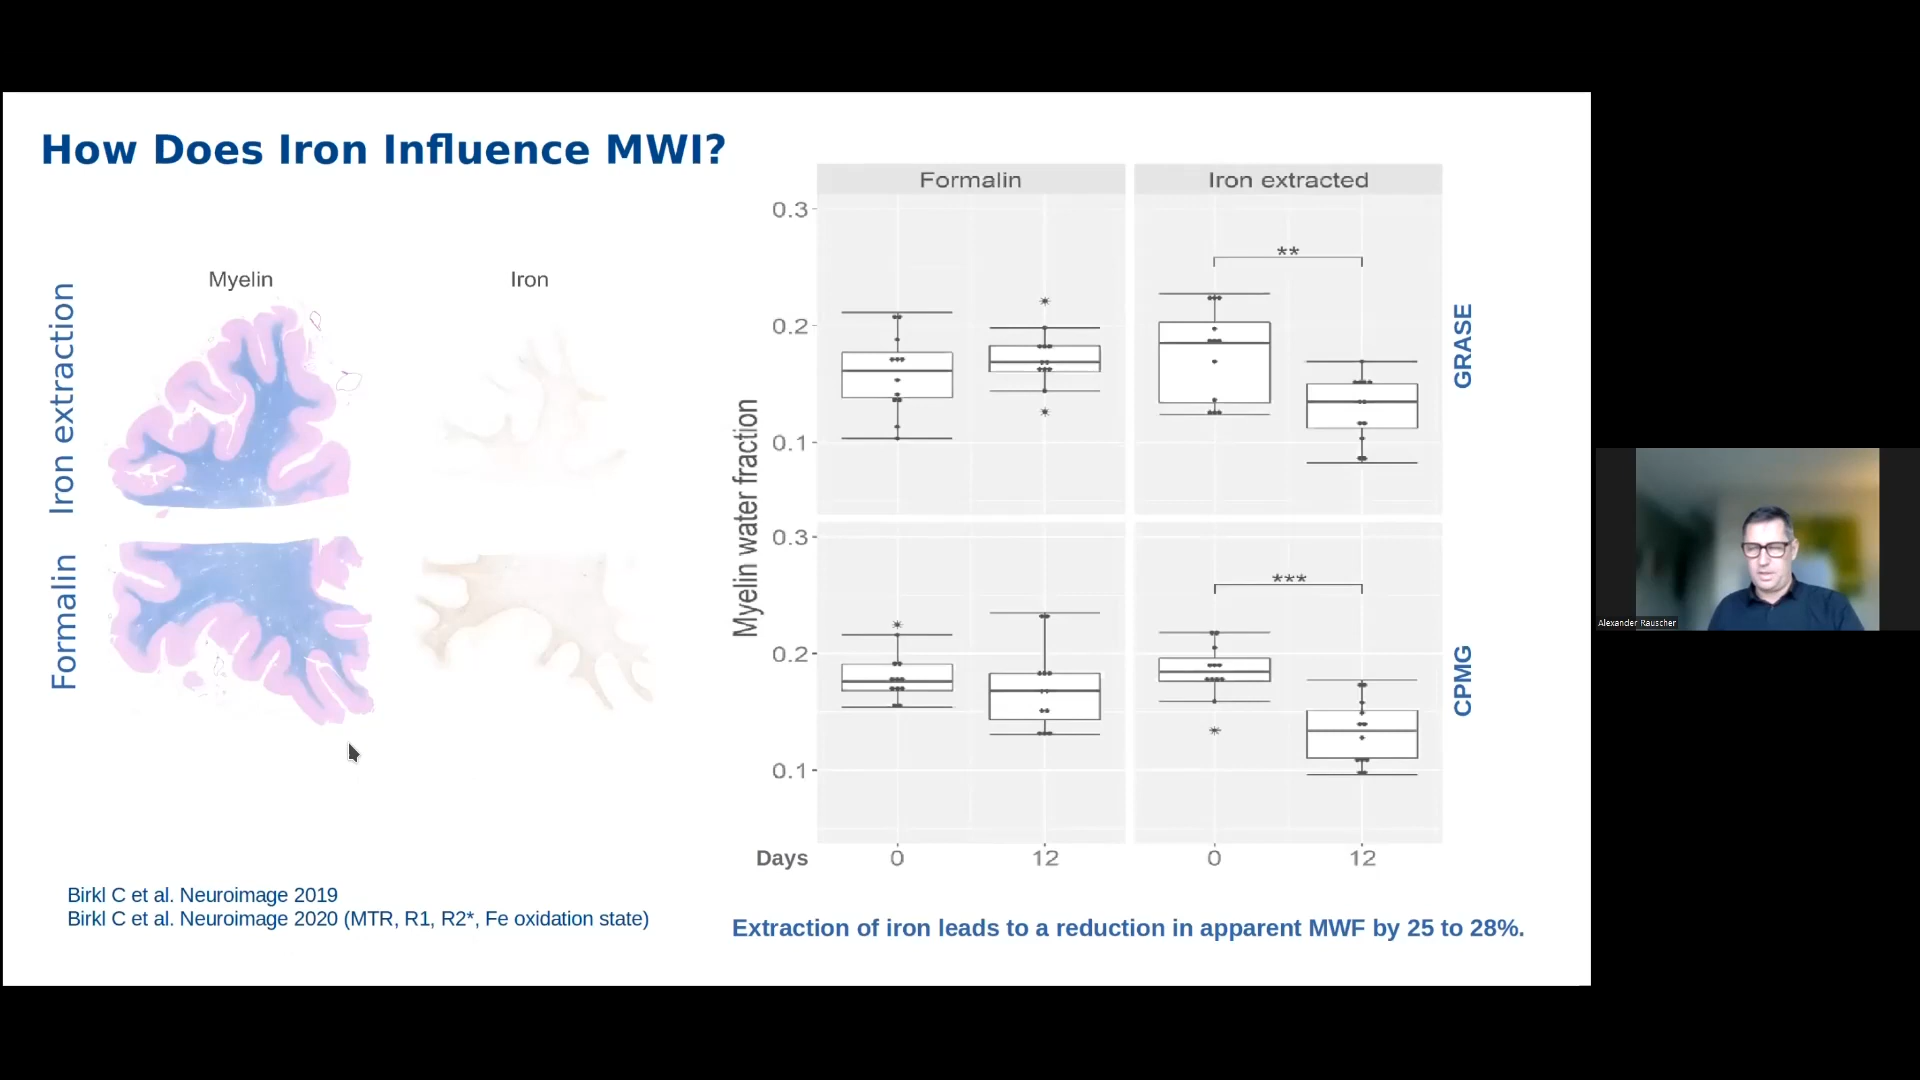 How Does Iron Influence MWI?
Myelin
Iron
Iron extraction
Formalin
Birkl C et al. Neuroimage 2019
Birkl C et al. Neuroimage 2020 (MTR, R1, R2*, Fe oxidation state)
Formalin
Iron extracted
Myelin water fraction
0.3
0.2
0.1
**
GRASE
0.3
0.2
0.1
***
CPMG
Days 0 12 0 12
Extraction of iron leads to a reduction in apparent MWF by 25 to 28%.
Alexander Rauscher